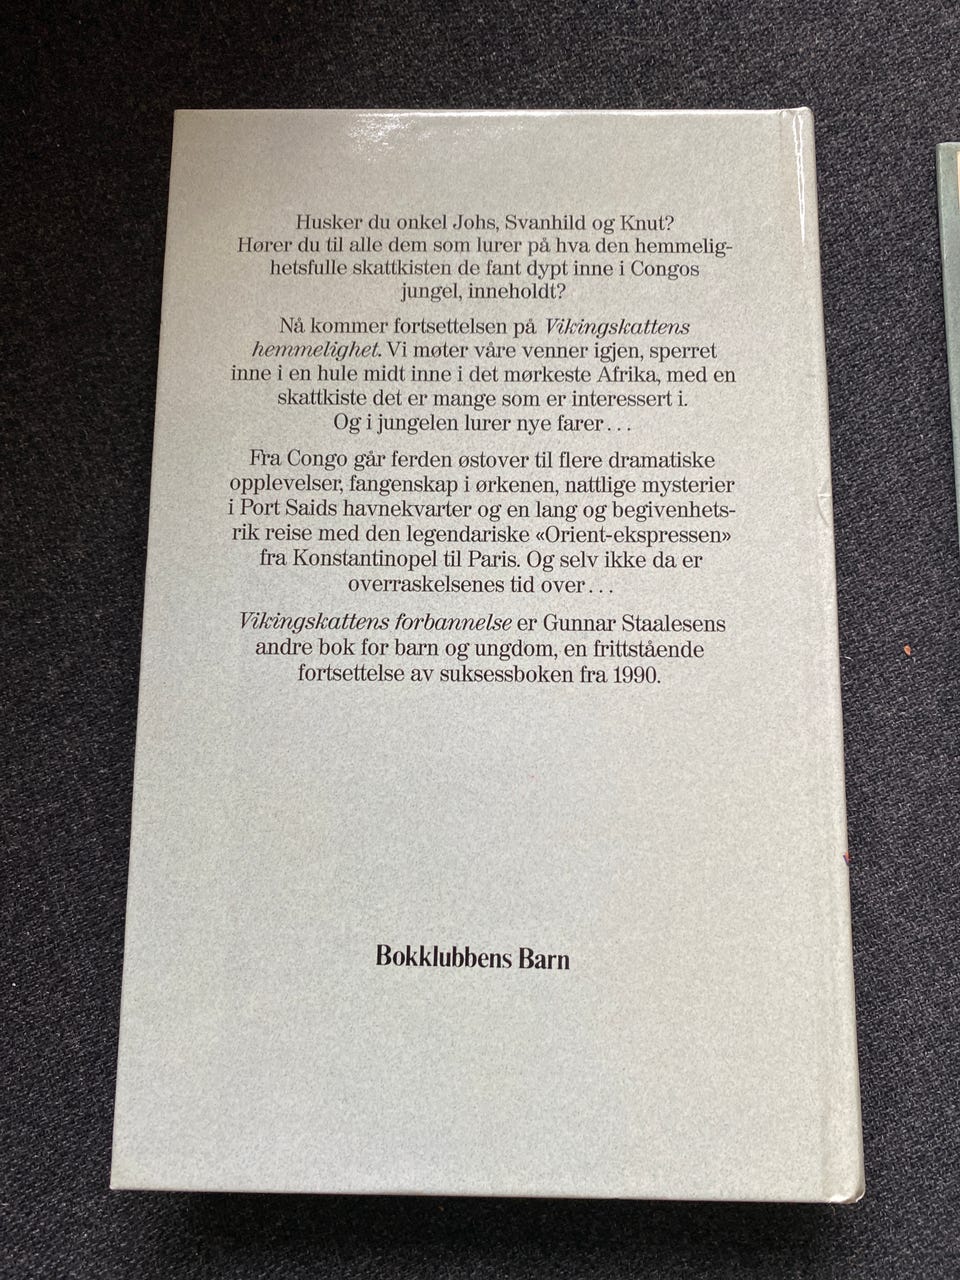 Husker du onkel Johs, Svanhild og Knut?
Hører du til alle dem som lurer på hva den hemmelig-
hetsfulle skattkisten de fant dypt inne i Congos
jungel, inneholdt?
Nå kommer fortsettelsen på Vikingskattens
hemmelighet. Vi møter våre venner igjen, sperret
inne i en hule midt inne i det mørkeste Afrika, med en
skattkiste det er mange som er interessert i.
Og i jungelen lurer nye farer...
Fra Congo går ferden østover til flere dramatiske
opplevelser, fangenskap i ørkenen, nattlige mysterier
i Port Saids havnekvarter og en lang og begivenhets-
rik reise med den legendariske «Orient-ekspressen»
fra Konstantinopel til Paris. Og selv ikke da er
overraskelsenes tid over...
Vikingskattens forbannelse er Gunnar Staalesens
andre bok for barn og ungdom, en frittstående
fortsettelse av suksessboken fra 1990.
Bokklubbens Barn